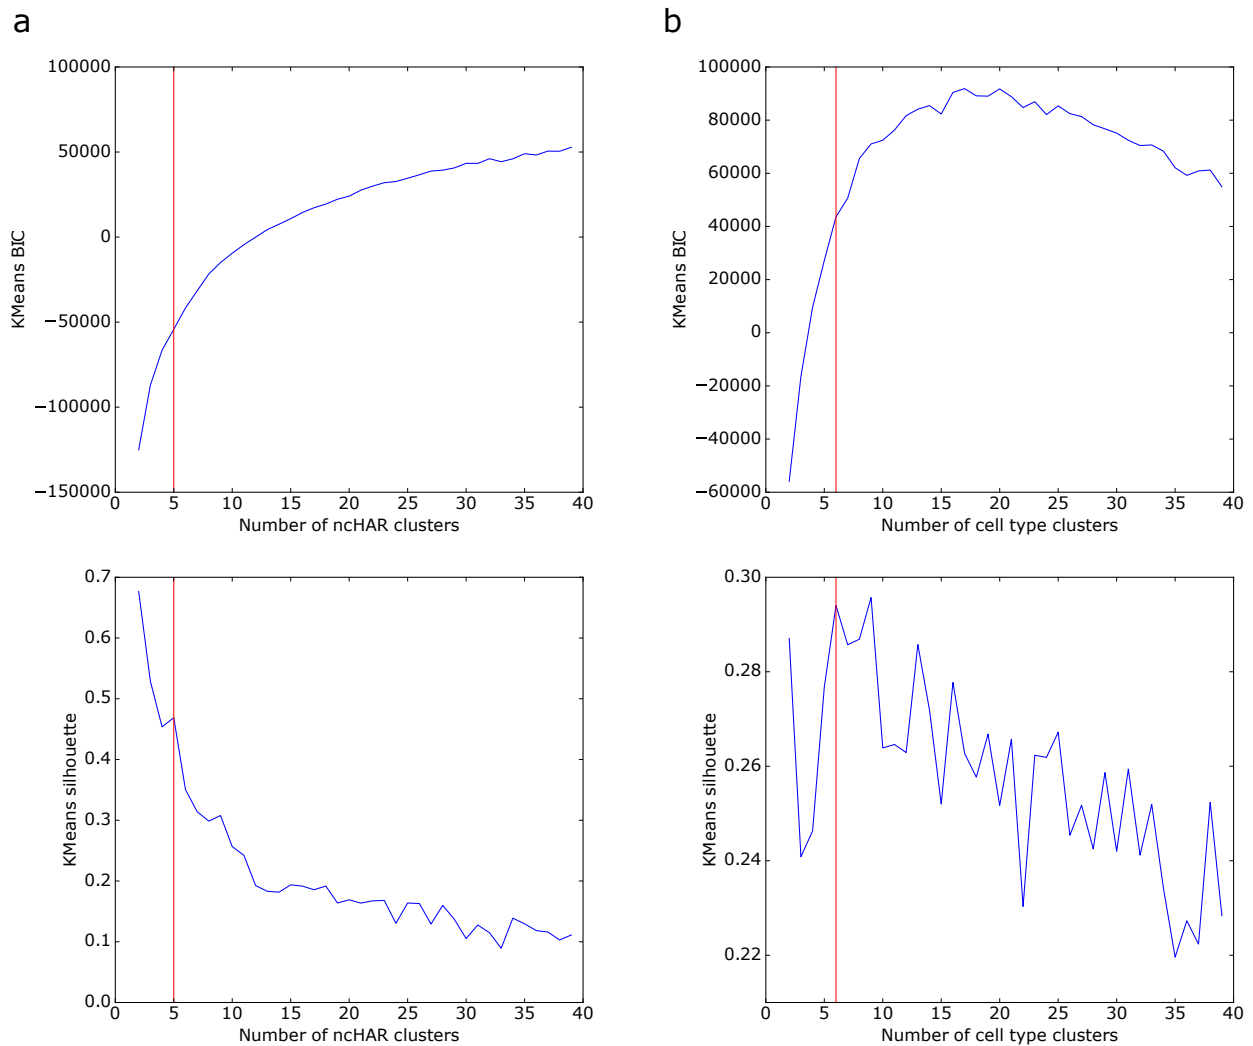 a
b
100000
50000
0
−50000
−100000
−150000
KMeans BIC
0 5 10 15 20 25 30 35 40
Number of ncHAR clusters
100000
80000
60000
40000
20000
0
−20000
−40000
−60000
KMeans BIC
0 5 10 15 20 25 30 35 40
Number of cell type clusters
0.7
0.6
0.5
0.4
0.3
0.2
0.1
0.0
KMeans silhouette
0 5 10 15 20 25 30 35 40
Number of ncHAR clusters
0.30
0.28
0.26
0.24
0.22
KMeans silhouette
0 5 10 15 20 25 30 35 40
Number of cell type clusters